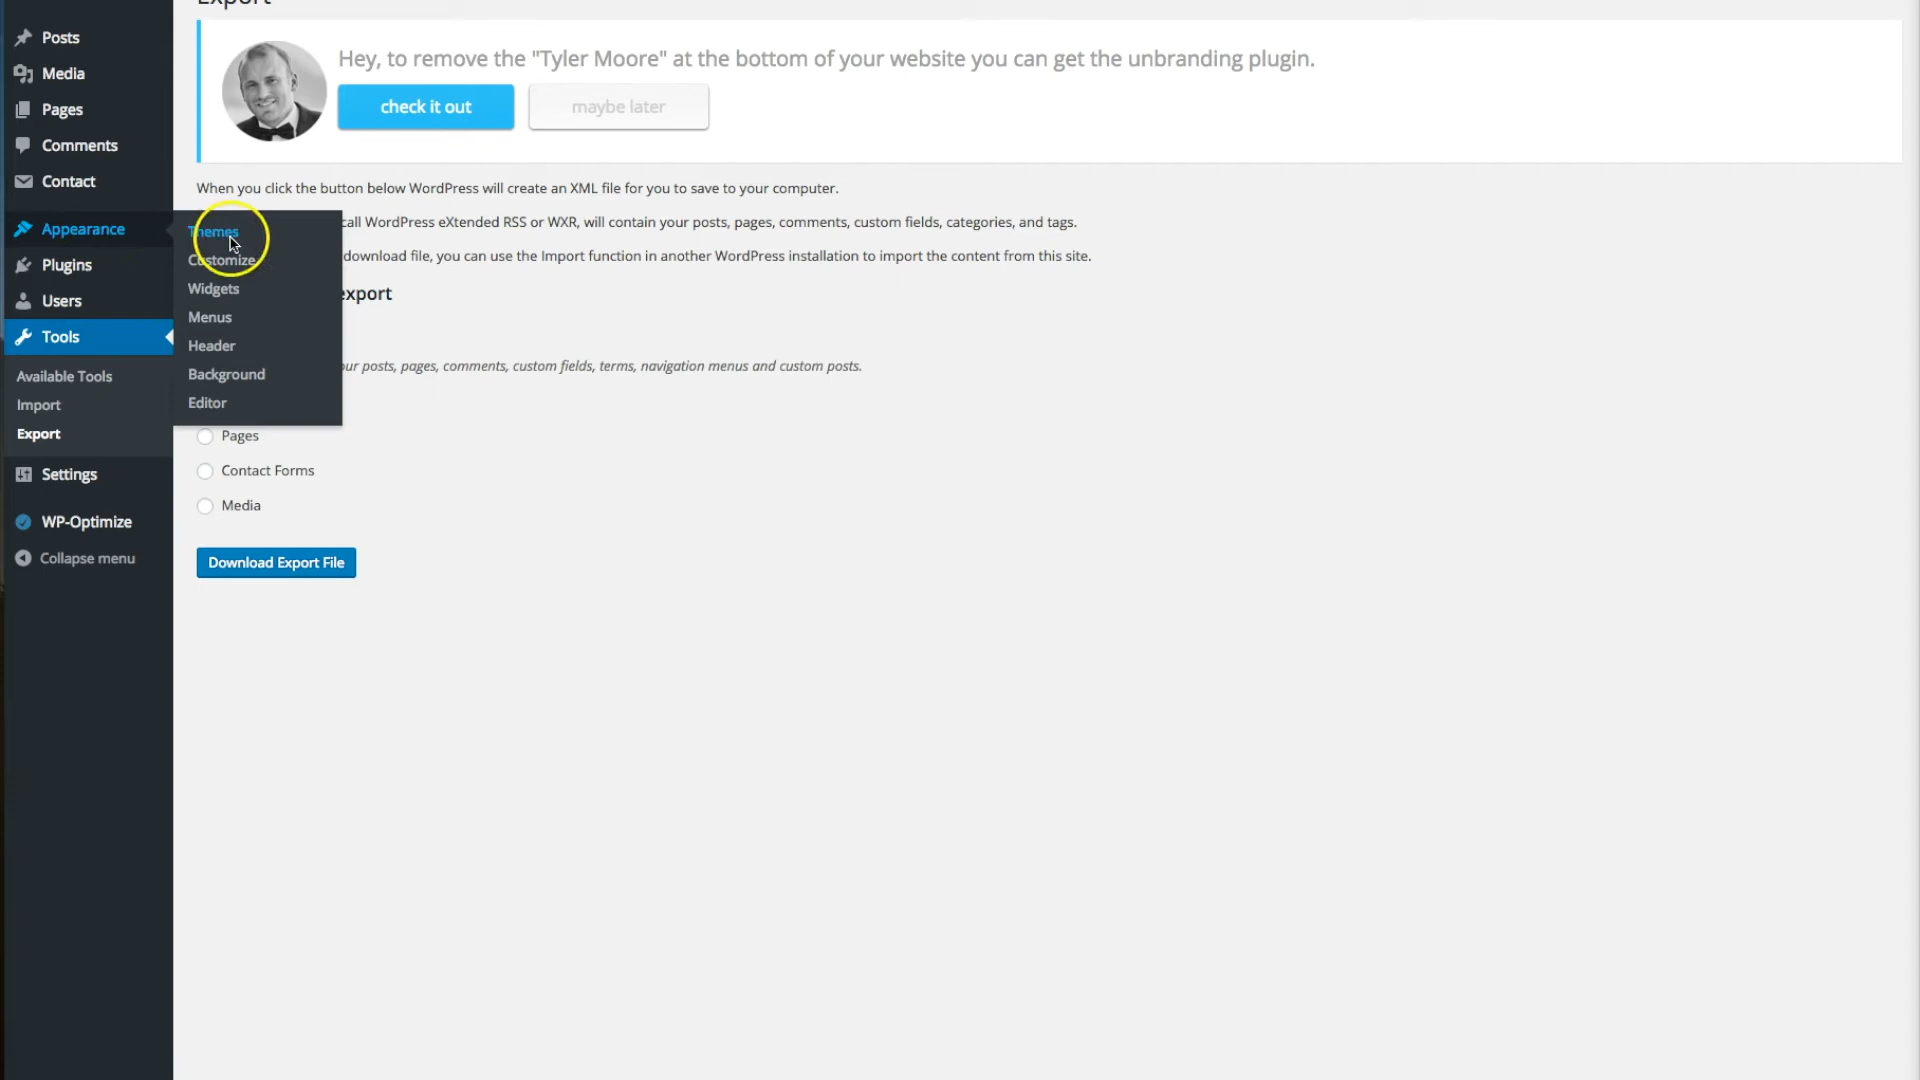 Export
Posts
Media
Pages
Comments
Contact
Appearance
Plugins
Users
Tools
Available Tools
Import
Export
Settings
WP-Optimize
Collapse menu
Themes
Customize
Widgets
Menus
Header
Background
Editor
Hey, to remove the "Tyler Moore" at the bottom of your website you can get the unbranding plugin.
check it out
maybe later
When you click the button below WordPress will create an XML file for you to save to your computer.
call WordPress eXtended RSS or WXR, will contain your posts, pages, comments, custom fields, categories, and tags.
download file, you can use the Import function in another WordPress installation to import the content from this site.
export
our posts, pages, comments, custom fields, terms, navigation menus and custom posts.
Pages
Contact Forms
Media
Download Export File